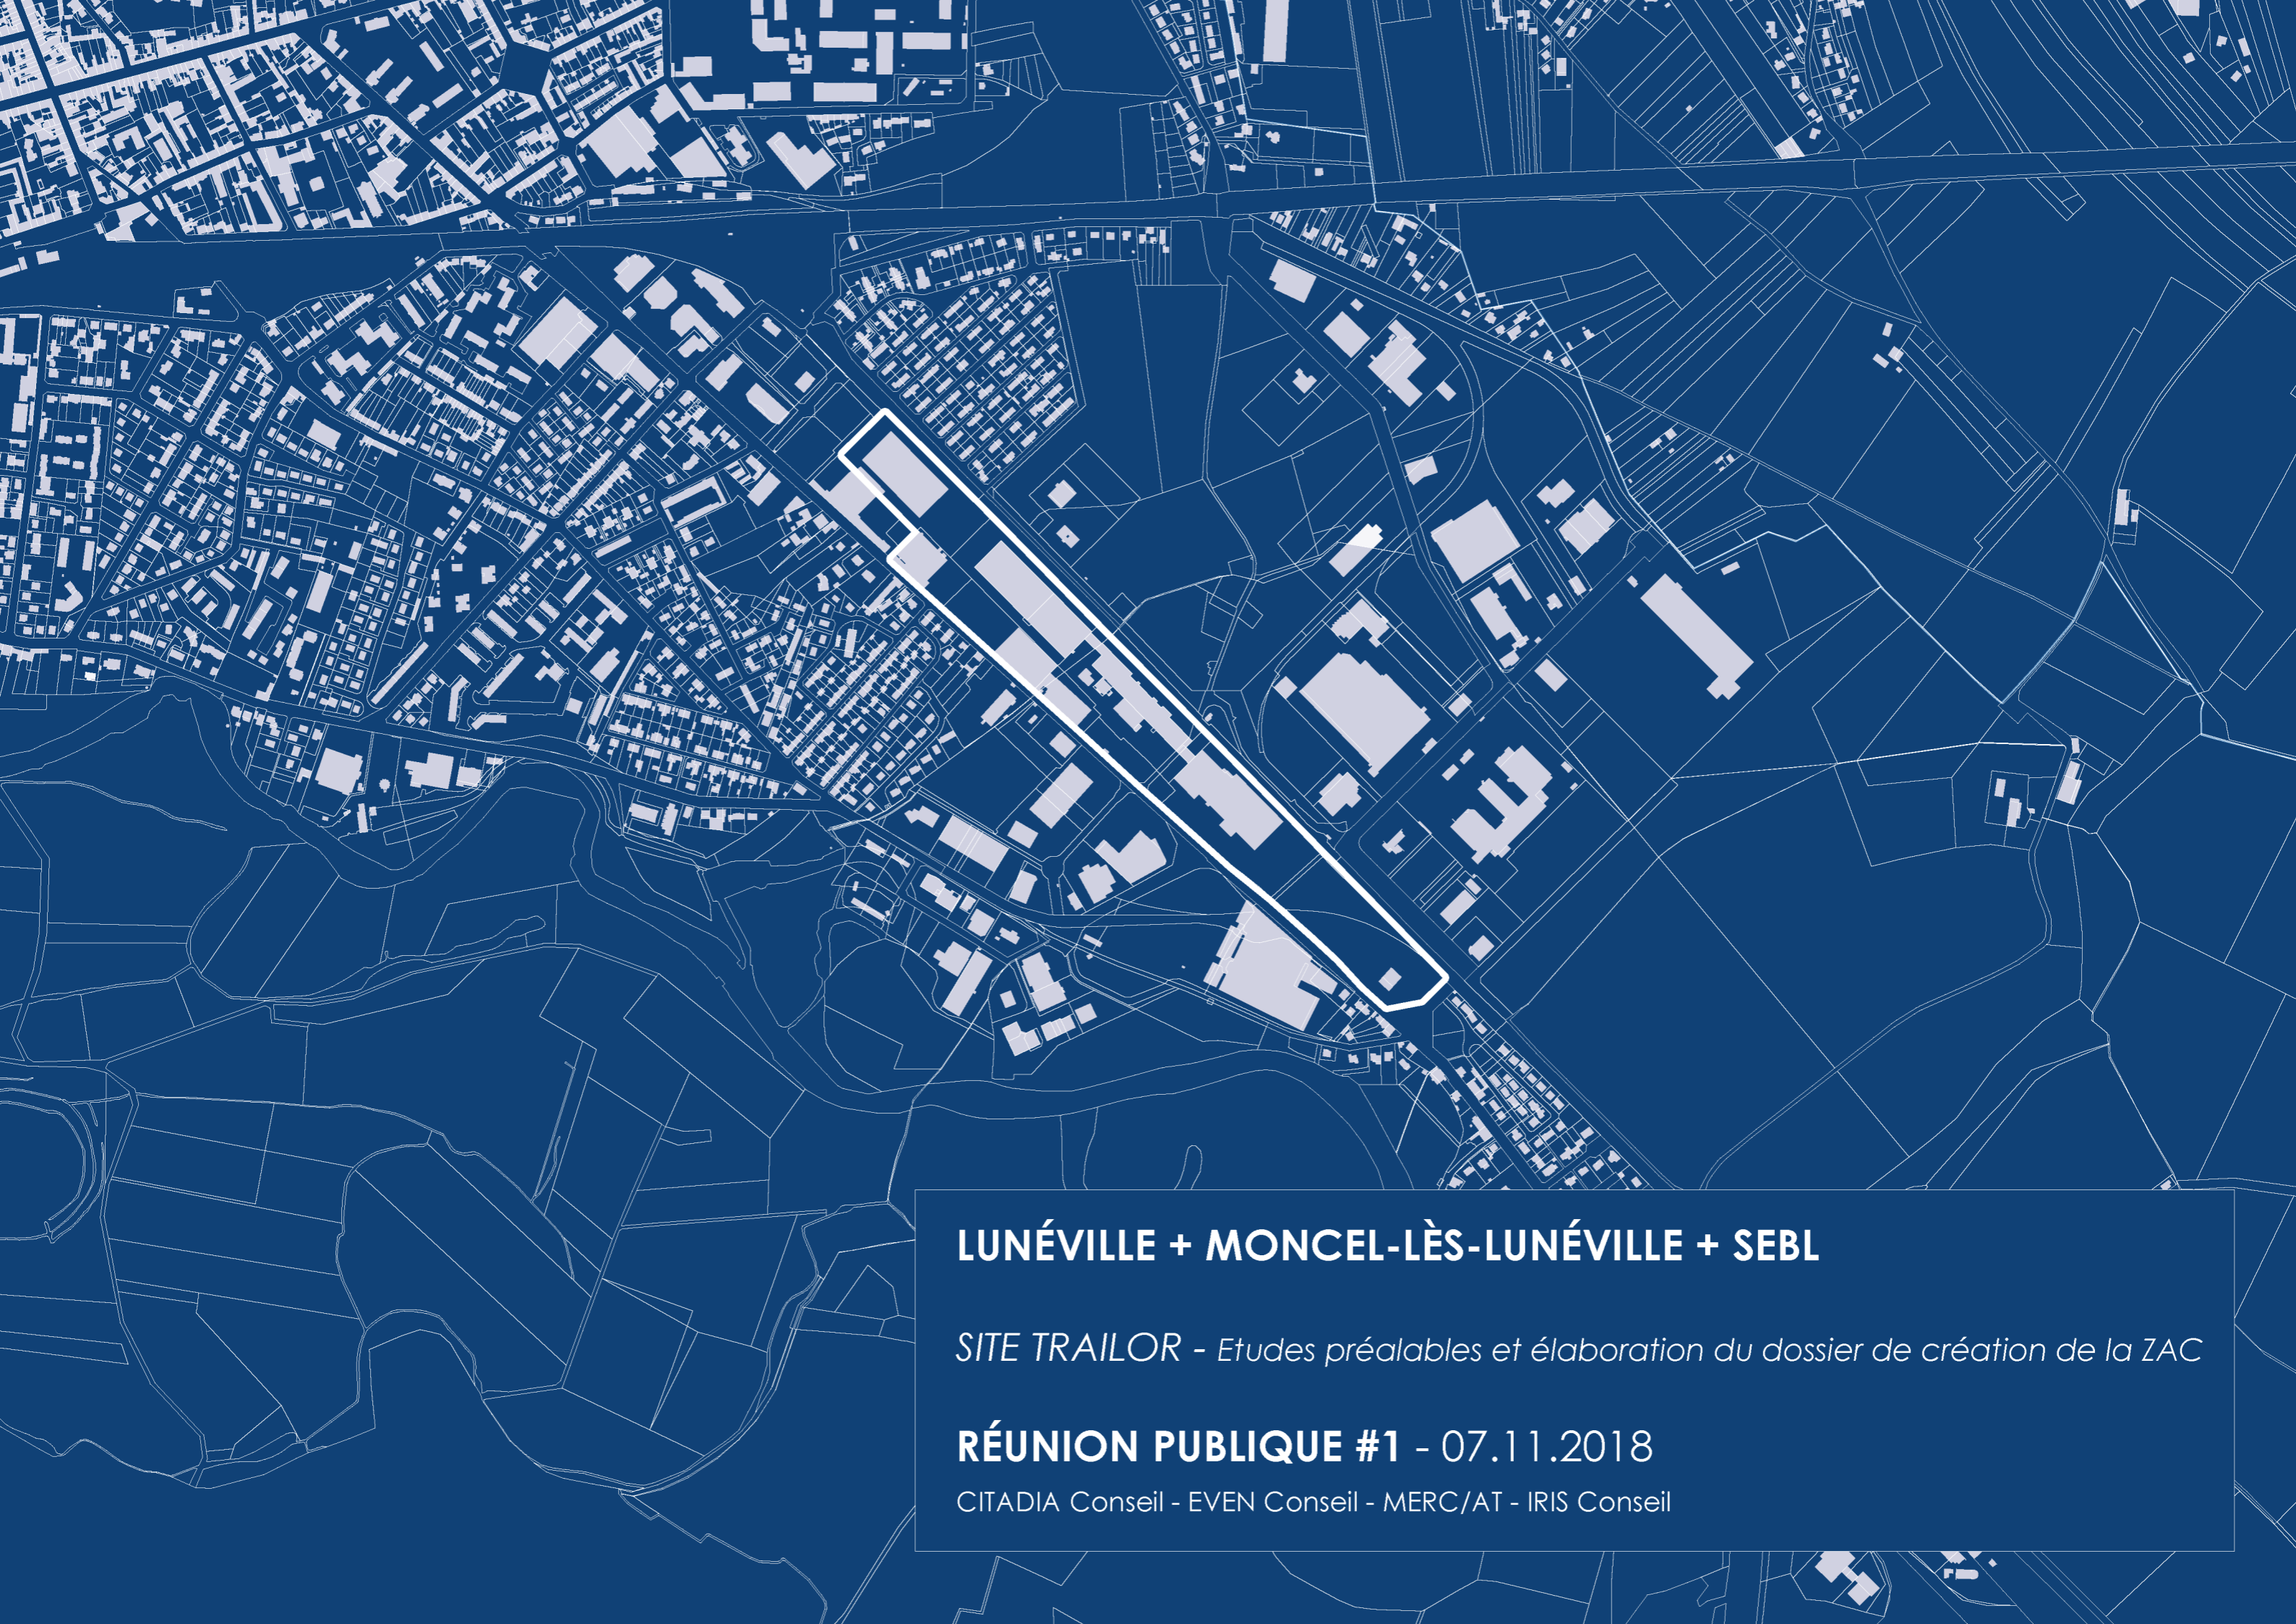 LUNÉVILLE + MONCEL-LÈS-LUNÉVILLE + SEBL
SITE TRAILOR - Etudes préalables et élaboration du dossier de création de la ZAC
RÉUNION PUBLIQUE #1 - 07.11.2018
CITADIA Conseil - EVEN Conseil - MERC/AT - IRIS Conseil